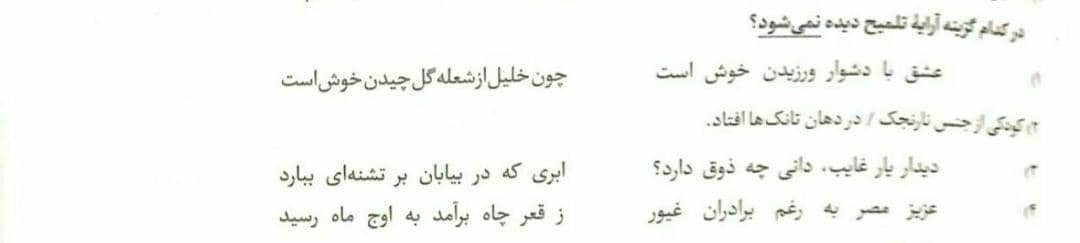 در کدام گزینه آرایهٔ تلمیح دیده نمی‌شود؟
۱) عشق با دشوار ورزیدن خوش است چون خلیل از شعله گل چیدن خوش است
۲) کودکی از جنس نارنجک / در دهان تانک‌ها افتاد.
۳) دیدار یار غایب، دانی چه ذوق دارد؟ ابری که در بیابان بر تشنه‌ای ببارد
۴) عزیز مصر به رغم برادران غیور ز قعر چاه برآمد به اوج ماه رسید